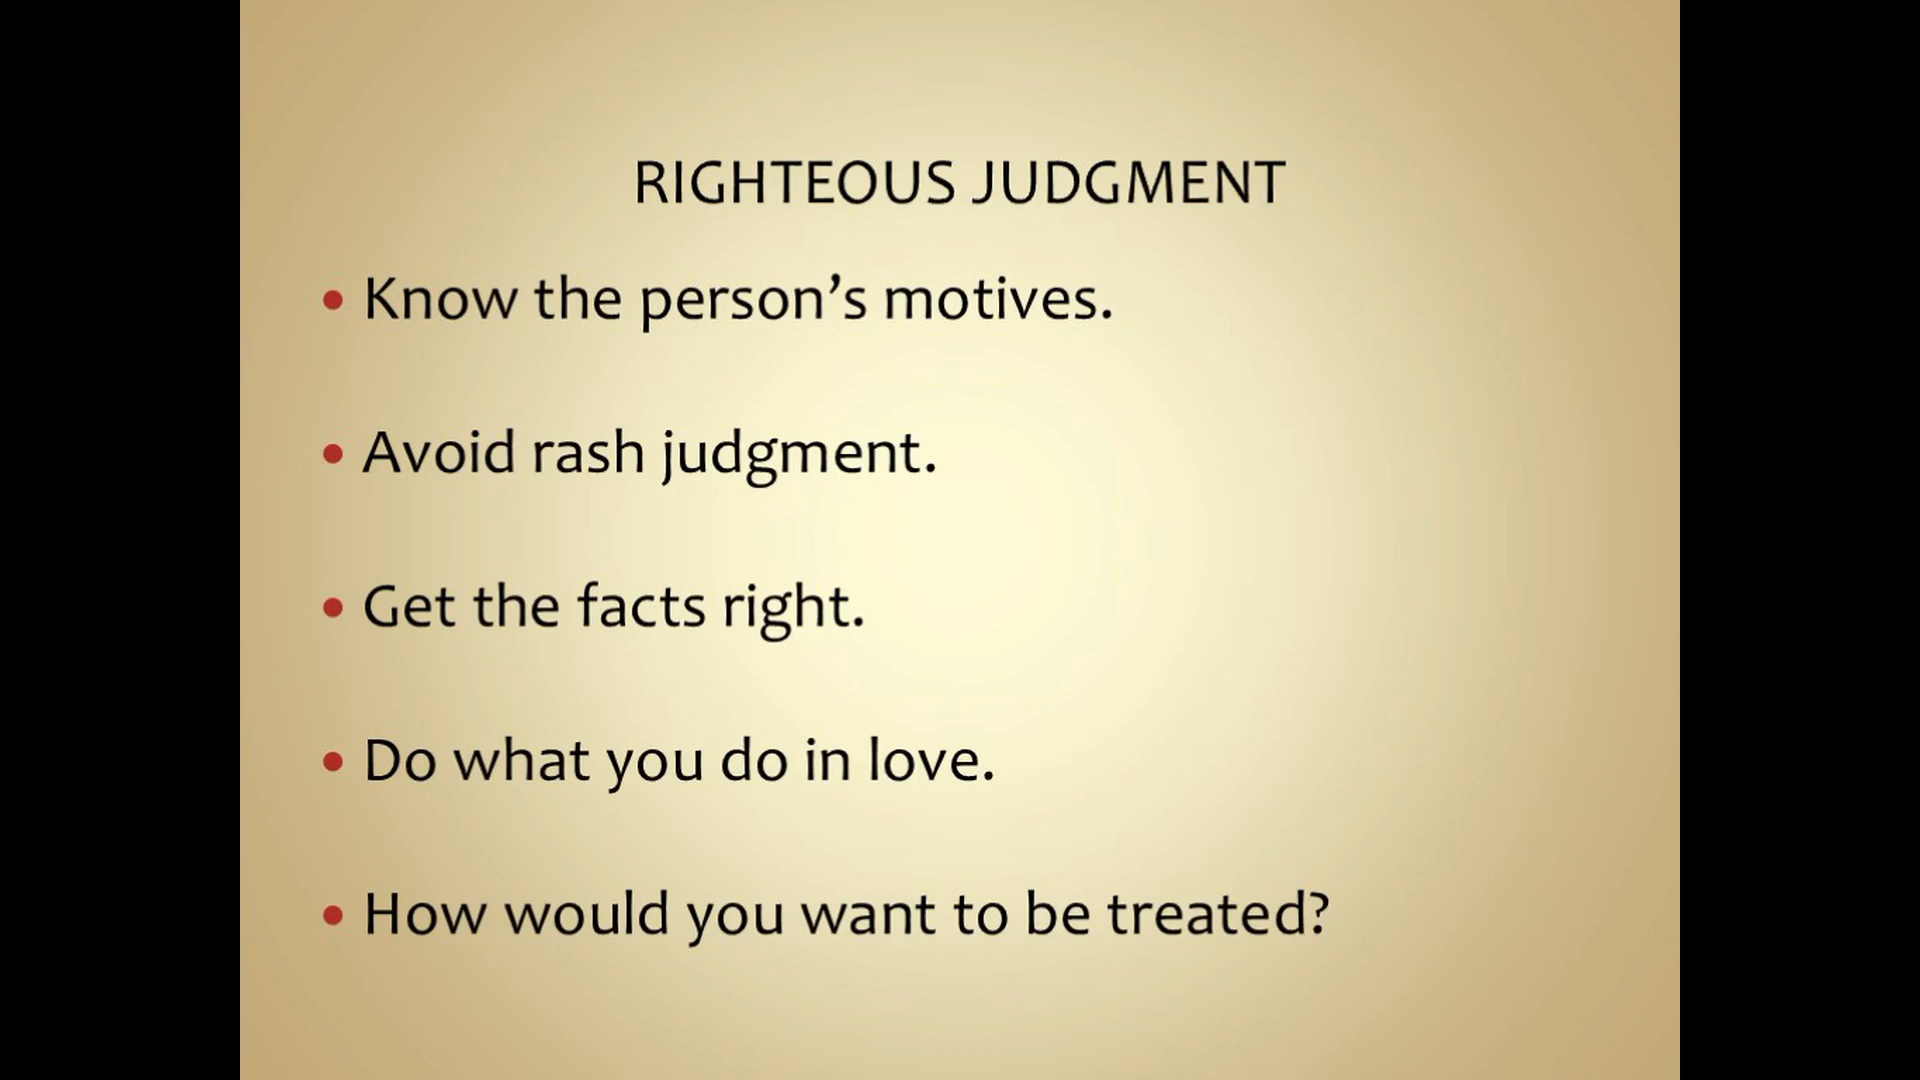 RIGHTEOUS JUDGMENT
• Know the person’s motives.
• Avoid rash judgment.
• Get the facts right.
• Do what you do in love.
• How would you want to be treated?